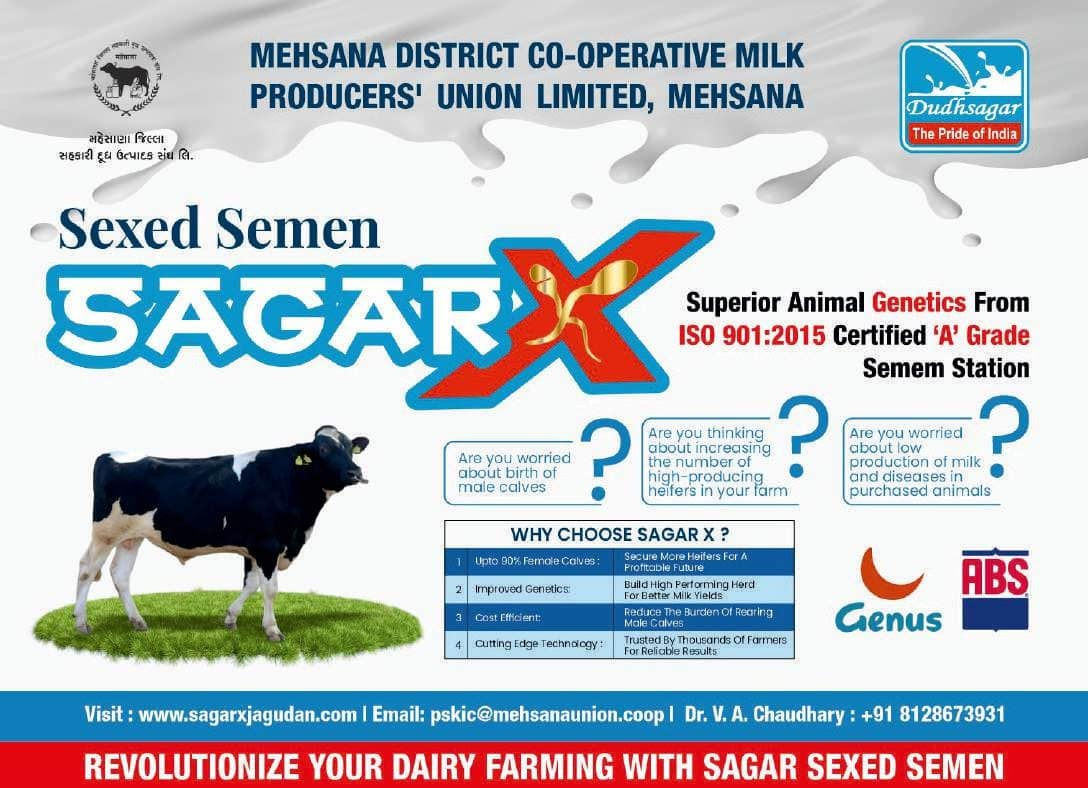 MEHSANA DISTRICT CO-OPERATIVE MILK
PRODUCERS' UNION LIMITED, MEHSANA
મહેસાણા જિલ્લા
સહકારી દૂધ ઉત્પાદક સંઘ લિ.
Dudhsagar
The Pride of India
Sexed Semen
SAGAR X
Superior Animal Genetics From
ISO 901:2015 Certified ‘A’ Grade
Semem Station
Are you worried
about birth of
male calves
?
Are you thinking
about increasing
the number of
high-producing
heifers in your farm
?
Are you worried
about low
production of milk
and diseases in
purchased animals
?
WHY CHOOSE SAGAR X ?
1 Upto 90% Female Calves : Secure More Heifers For A
Profitable Future
2 Improved Genetics: Build High Performing Herd
For Better Milk Yields
3 Cost Efficient: Reduce The Burden Of Rearing
Male Calves
4 Cutting Edge Technology : Trusted By Thousands Of Farmers
For Reliable Results
Genus
ABS
Visit : www.sagarxjagudan.com I Email: pskic@mehsanaunion.coop I Dr. V. A. Chaudhary : +91 8128673931
REVOLUTIONIZE YOUR DAIRY FARMING WITH SAGAR SEXED SEMEN